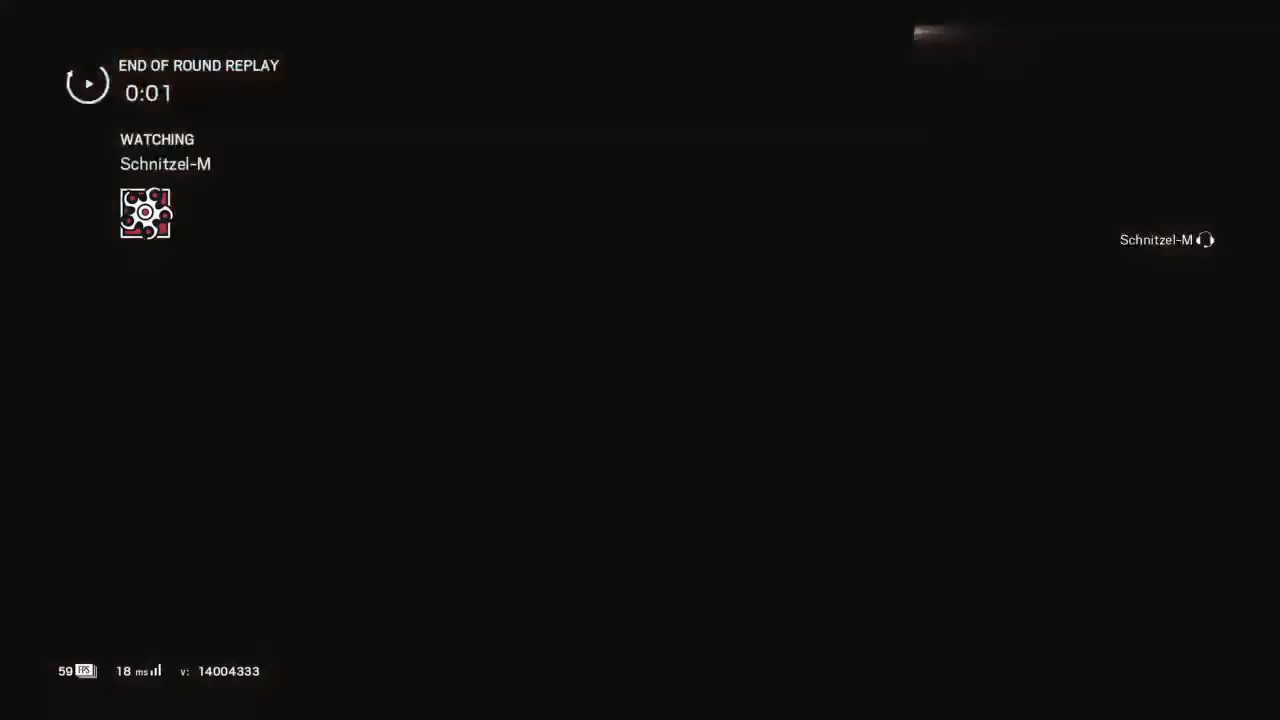 END OF ROUND REPLAY
0:01
WATCHING
Schnitzel-M
Schnitzel-M
59 FPS 18 ms v: 14004333